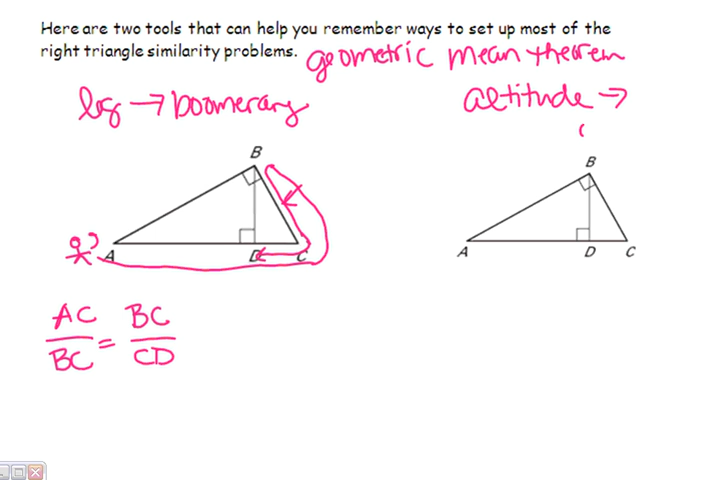 Here are two tools that can help you remember ways to set up most of the
right triangle similarity problems. geometric mean theorem
leg → boomerang
altitude →
B
A
D
C
B
A
D
C
AC/BC = BC/CD